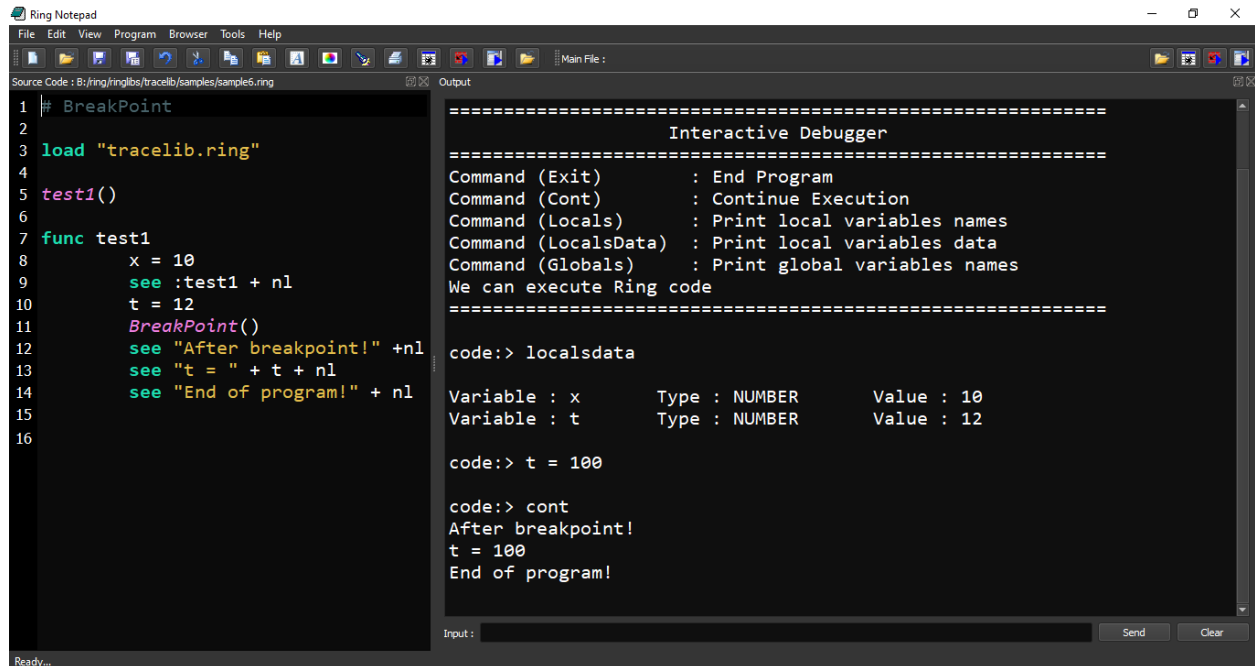 Ring Notepad
File Edit View Program Browser Tools Help
Main File :
Source Code : B:/ring/ringlibs/tracelib/samples/sample6.ring
1 # BreakPoint
2
3 load "tracelib.ring"
4
5 test1()
6
7 func test1
8 x = 10
9 see :test1 + nl
10 t = 12
11 BreakPoint()
12 see "After breakpoint!" +nl
13 see "t = " + t + nl
14 see "End of program!" + nl
15
16
Output
==========================================================
Interactive Debugger
==========================================================
Command (Exit) : End Program
Command (Cont) : Continue Execution
Command (Locals) : Print local variables names
Command (LocalsData) : Print local variables data
Command (Globals) : Print global variables names
We can execute Ring code
==========================================================
code:> localsdata
Variable : x Type : NUMBER Value : 10
Variable : t Type : NUMBER Value : 12
code:> t = 100
code:> cont
After breakpoint!
t = 100
End of program!
Input :
Send
Clear
Ready...